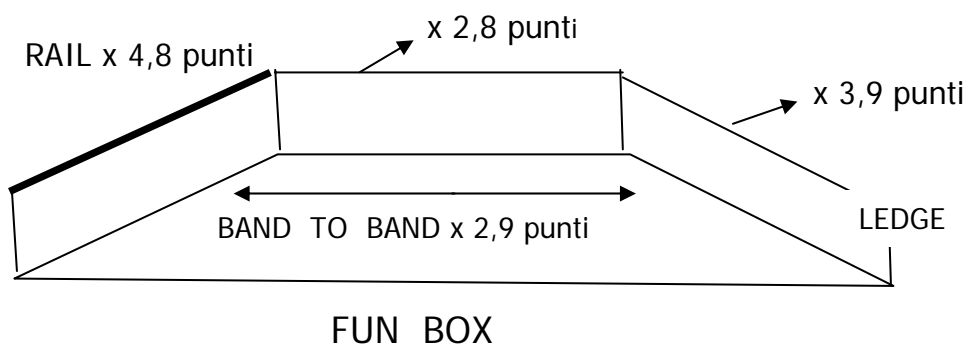 x 2,8 punti
RAIL x 4,8 punti
x 3,9 punti
LEDGE
BAND TO BAND x 2,9 punti
FUN BOX